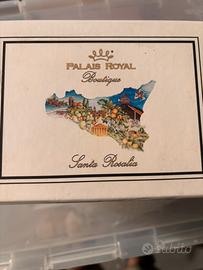 PALAIS ROYAL
Boutique
Santa Rosalia
Subito